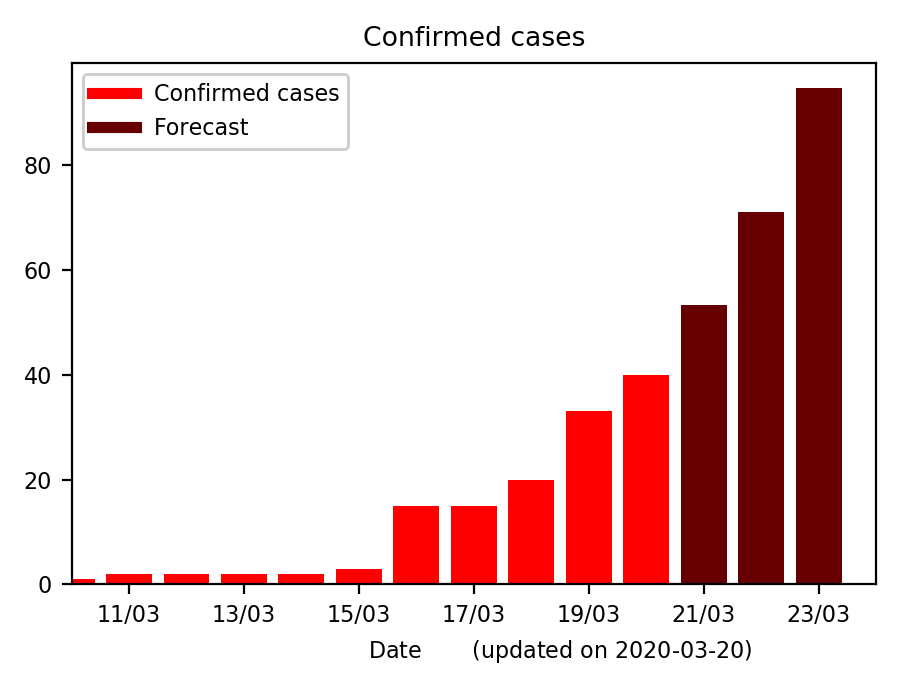 Confirmed cases
Confirmed cases
Forecast
80
60
40
20
0
11/03 13/03 15/03 17/03 19/03 21/03 23/03
Date (updated on 2020-03-20)